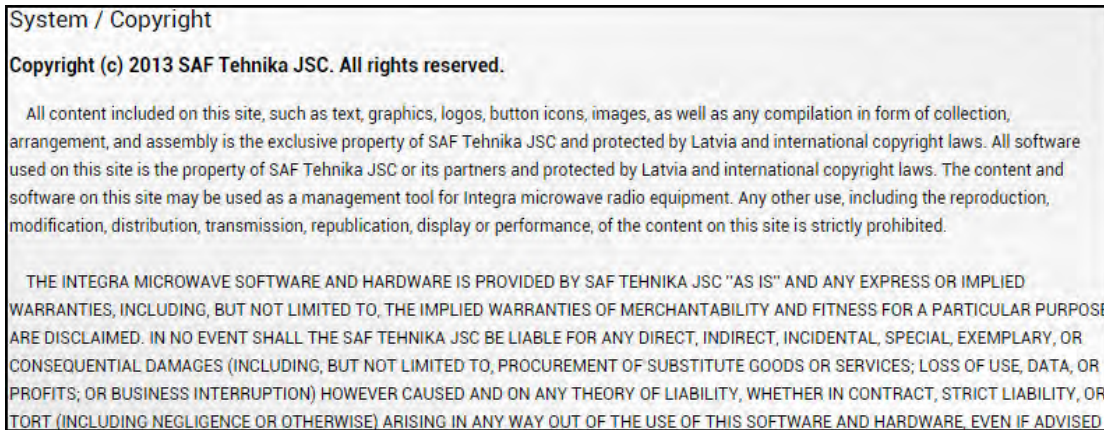 System / Copyright
Copyright (c) 2013 SAF Tehnika JSC. All rights reserved.
All content included on this site, such as text, graphics, logos, button icons, images, as well as any compilation in form of collection,
arrangement, and assembly is the exclusive property of SAF Tehnika JSC and protected by Latvia and international copyright laws. All software
used on this site is the property of SAF Tehnika JSC or its partners and protected by Latvia and international copyright laws. The content and
software on this site may be used as a management tool for Integra microwave radio equipment. Any other use, including the reproduction,
modification, distribution, transmission, republication, display or performance, of the content on this site is strictly prohibited.
THE INTEGRA MICROWAVE SOFTWARE AND HARDWARE IS PROVIDED BY SAF TEHNIKA JSC "AS IS" AND ANY EXPRESS OR IMPLIED
WARRANTIES, INCLUDING, BUT NOT LIMITED TO, THE IMPLIED WARRANTIES OF MERCHANTABILITY AND FITNESS FOR A PARTICULAR PURPOSE
ARE DISCLAIMED. IN NO EVENT SHALL THE SAF TEHNIKA JSC BE LIABLE FOR ANY DIRECT, INDIRECT, INCIDENTAL, SPECIAL, EXEMPLARY, OR
CONSEQUENTIAL DAMAGES (INCLUDING, BUT NOT LIMITED TO, PROCUREMENT OF SUBSTITUTE GOODS OR SERVICES; LOSS OF USE, DATA, OR
PROFITS; OR BUSINESS INTERRUPTION) HOWEVER CAUSED AND ON ANY THEORY OF LIABILITY, WHETHER IN CONTRACT, STRICT LIABILITY, OR
TORT (INCLUDING NEGLIGENCE OR OTHERWISE) ARISING IN ANY WAY OUT OF THE USE OF THIS SOFTWARE AND HARDWARE, EVEN IF ADVISED